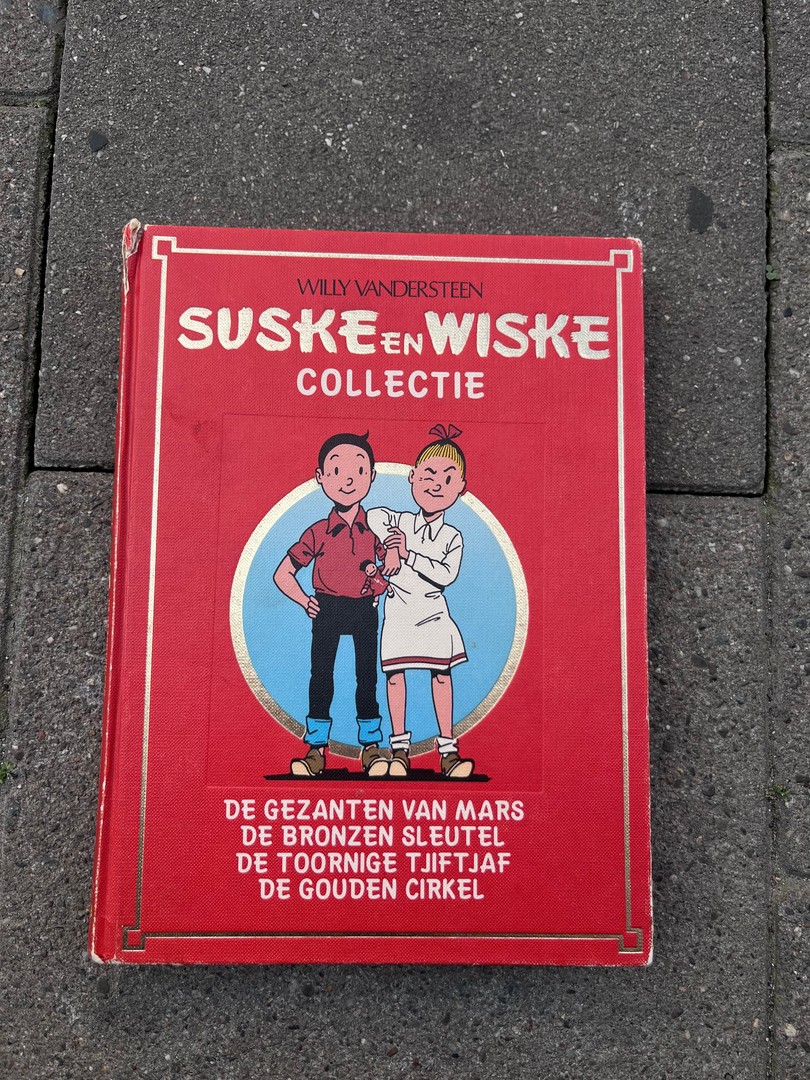 WILLY VANDERSTEEN
SUSKE EN WISKE
COLLECTIE
DE GEZANTEN VAN MARS
DE BRONZEN SLEUTEL
DE TOORNIGE TJIFTJAF
DE GOUDEN CIRKEL